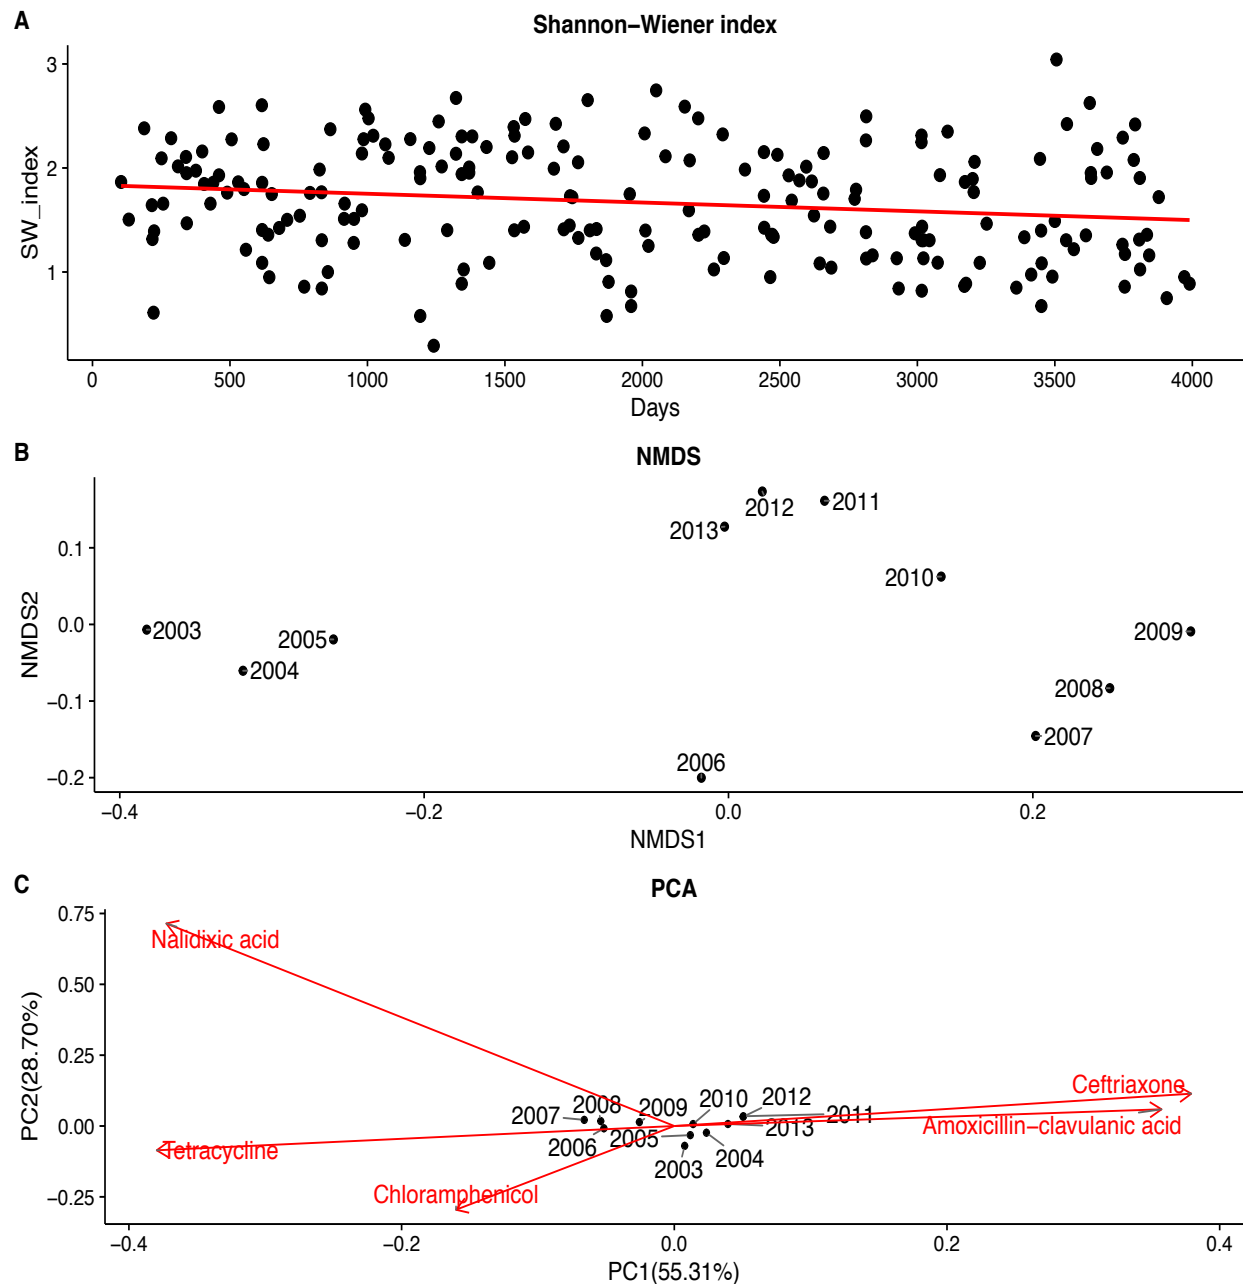 A
Shannon−Wiener index
3
2
1
SW_index
0 500 1000 1500 2000 2500 3000 3500 4000
Days
B
NMDS
0.1
0.0
−0.1
−0.2
NMDS2
2012
2011
2013
2010
2003
2005
2009
2004
2008
2007
2006
−0.4 −0.2 0.0 0.2
NMDS1
C
PCA
0.75
0.50
0.25
0.00
−0.25
PC2(28.70%)
Nalidixic acid
Ceftriaxone
2012
2010
2008
2009
2007
2011
Amoxicillin−clavulanic acid
2013
2005
2006
Tetracycline
2004
2003
Chloramphenicol
−0.4 −0.2 0.0 0.2 0.4
PC1(55.31%)